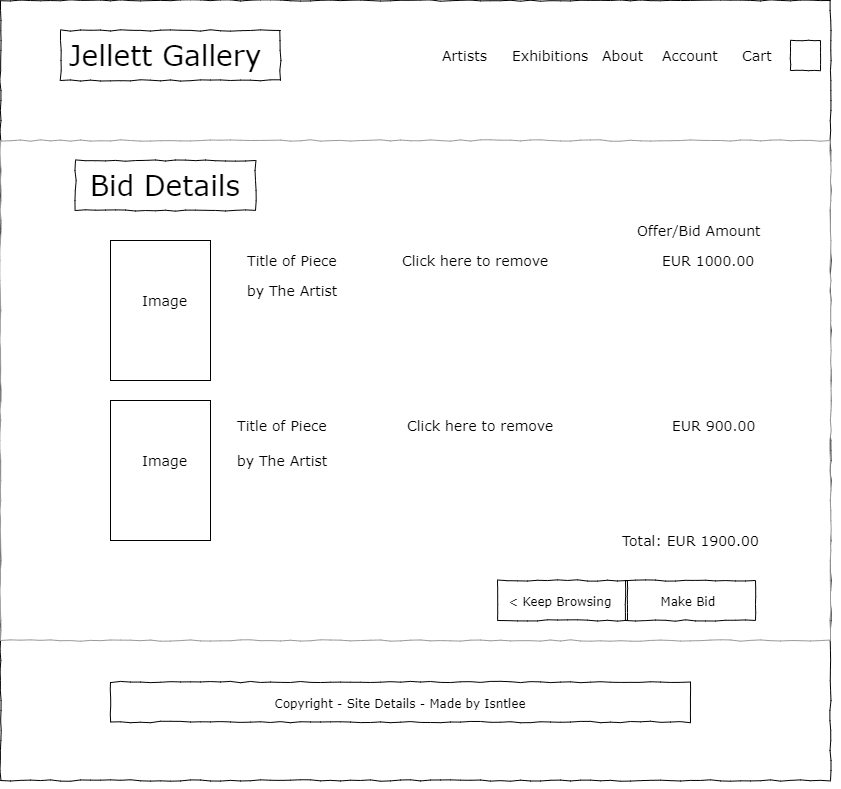 Jellett Gallery
Artists Exhibitions About Account Cart
Bid Details
Offer/Bid Amount
Image
Title of Piece
by The Artist
Click here to remove
EUR 1000.00
Image
Title of Piece
by The Artist
Click here to remove
EUR 900.00
Total: EUR 1900.00
< Keep Browsing
Make Bid
Copyright - Site Details - Made by Isntlee